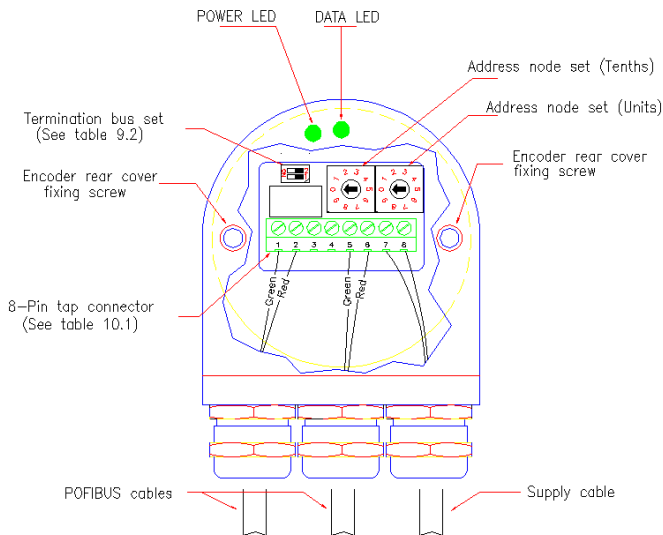 POWER LED
DATA LED
Address node set (Tenths)
Address node set (Units)
Termination bus set
(See table 9.2)
Encoder rear cover
fixing screw
Encoder rear cover
fixing screw
1 2 3 4 5 6 7 8
8-Pin tap connector
(See table 10.1)
Green
Red
Green
Red
POFIBUS cables
Supply cable